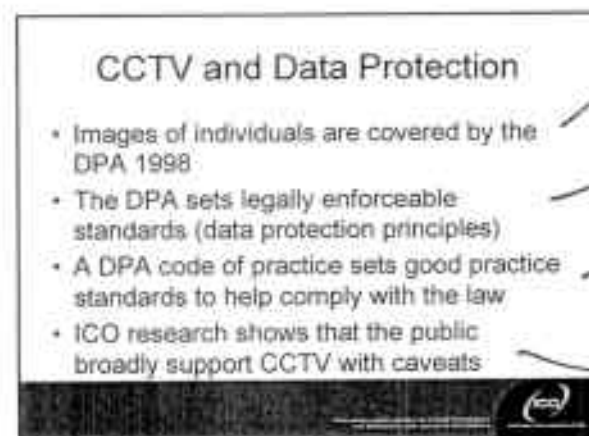 CCTV and Data Protection
• Images of individuals are covered by the
DPA 1998
• The DPA sets legally enforceable
standards (data protection principles)
• A DPA code of practice sets good practice
standards to help comply with the law
• ICO research shows that the public
broadly support CCTV with caveats
ico